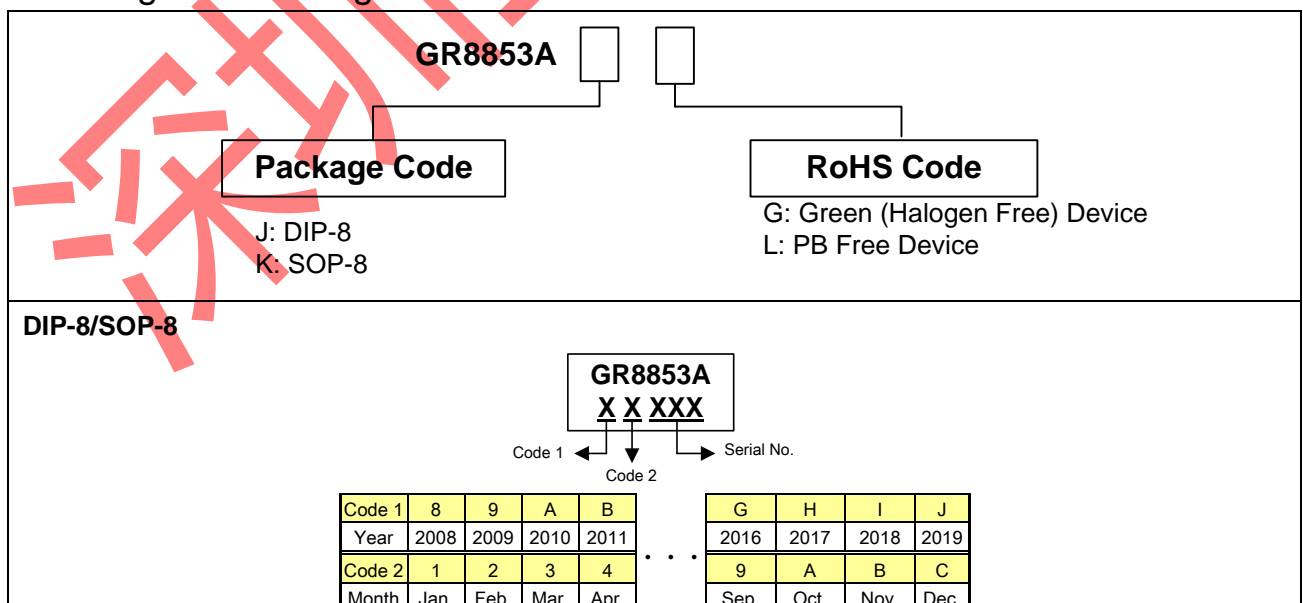 GR8853A
Package Code
RoHS Code
J: DIP-8
K: SOP-8
G: Green (Halogen Free) Device
L: PB Free Device
DIP-8/SOP-8
GR8853A
X X XXX
Code 1
Serial No.
Code 2
Code 1 8 9 A B G H I J
Year 2008 2009 2010 2011 . . . 2016 2017 2018 2019
Code 2 1 2 3 4 9 A B C
Month Jan Feb Mar Apr Sep Oct Nov Dec